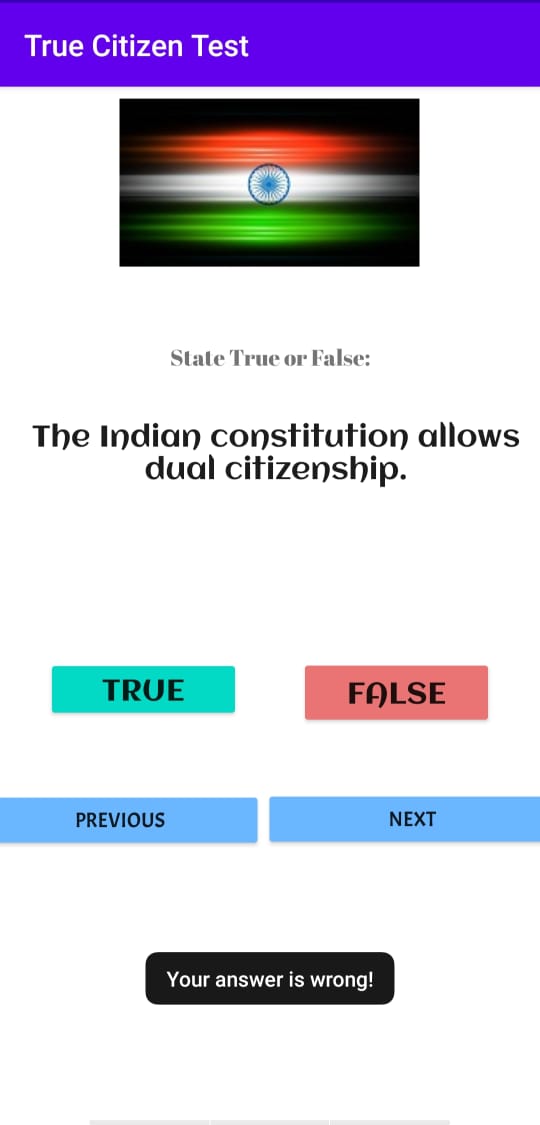 True Citizen Test
State True or False:
The Indian constitution allows
dual citizenship.
TRUE
FALSE
PREVIOUS
NEXT
Your answer is wrong!